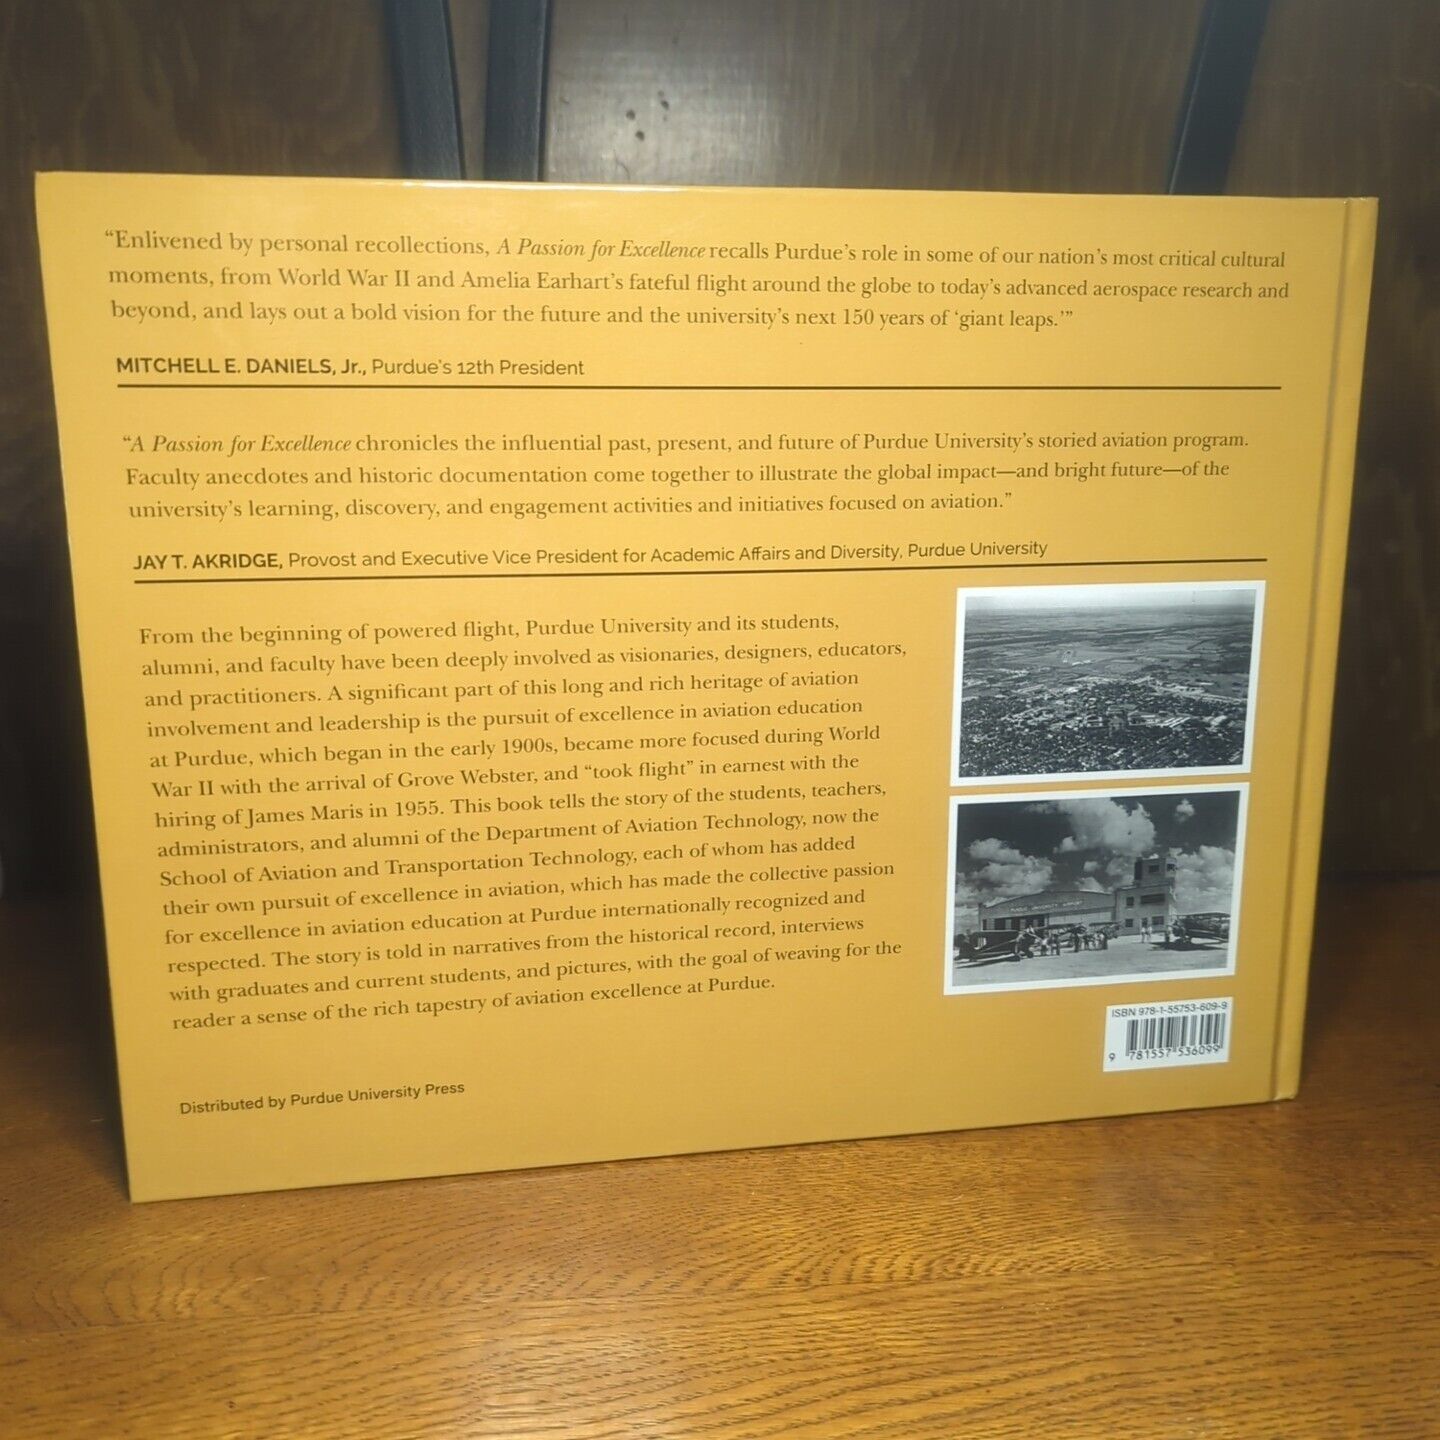 “Enlivened by personal recollections, A Passion for Excellence recalls Purdue’s role in some of our nation’s most critical cultural
moments, from World War II and Amelia Earhart’s fateful flight around the globe to today’s advanced aerospace research and
beyond, and lays out a bold vision for the future and the university’s next 150 years of ‘giant leaps.’”
MITCHELL E. DANIELS, Jr., Purdue’s 12th President
“A Passion for Excellence chronicles the influential past, present, and future of Purdue University’s storied aviation program.
Faculty anecdotes and historic documentation come together to illustrate the global impact—and bright future—of the
university’s learning, discovery, and engagement activities and initiatives focused on aviation.”
JAY T. AKRIDGE, Provost and Executive Vice President for Academic Affairs and Diversity, Purdue University
From the beginning of powered flight, Purdue University and its students,
alumni, and faculty have been deeply involved as visionaries, designers, educators,
and practitioners. A significant part of this long and rich heritage of aviation
involvement and leadership is the pursuit of excellence in aviation education
at Purdue, which began in the early 1900s, became more focused during World
War II with the arrival of Grove Webster, and “took flight” in earnest with the
hiring of James Maris in 1955. This book tells the story of the students, teachers,
administrators, and alumni of the Department of Aviation Technology, now the
School of Aviation and Transportation Technology, each of whom has added
their own pursuit of excellence in aviation, which has made the collective passion
for excellence in aviation education at Purdue internationally recognized and
respected. The story is told in narratives from the historical record, interviews
with graduates and current students, and pictures, with the goal of weaving for the
reader a sense of the rich tapestry of aviation excellence at Purdue.
PURDUE UNIVERSITY AIRPORT
ISBN 978-1-55753-609-9
9 781557 536099
Distributed by Purdue University Press